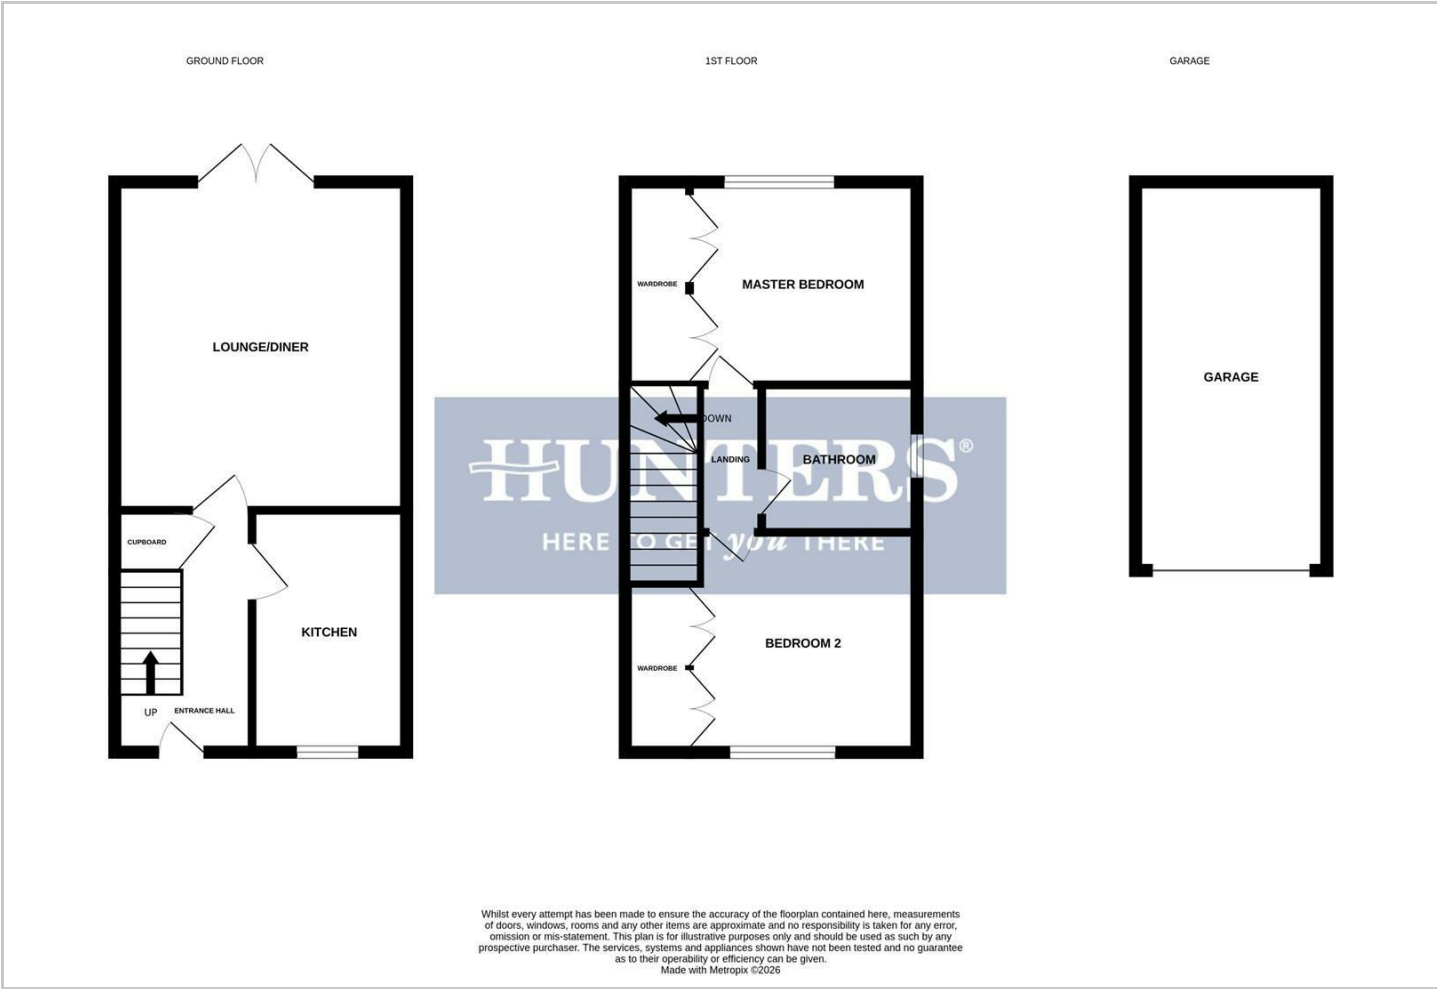 GROUND FLOOR
1ST FLOOR
GARAGE
LOUNGE/DINER
CUPBOARD
KITCHEN
UP
ENTRANCE HALL
WARDROBE
MASTER BEDROOM
DOWN
LANDING
BATHROOM
HUNTERS®
HERE TO GET you THERE
BEDROOM 2
WARDROBE
GARAGE
Whilst every attempt has been made to ensure the accuracy of the floorplan contained here, measurements
of doors, windows, rooms and any other items are approximate and no responsibility is taken for any error,
omission or mis-statement. This plan is for illustrative purposes only and should be used as such by any
prospective purchaser. The services, systems and appliances shown have not been tested and no guarantee
as to their operability or efficiency can be given.
Made with Metropix ©2026